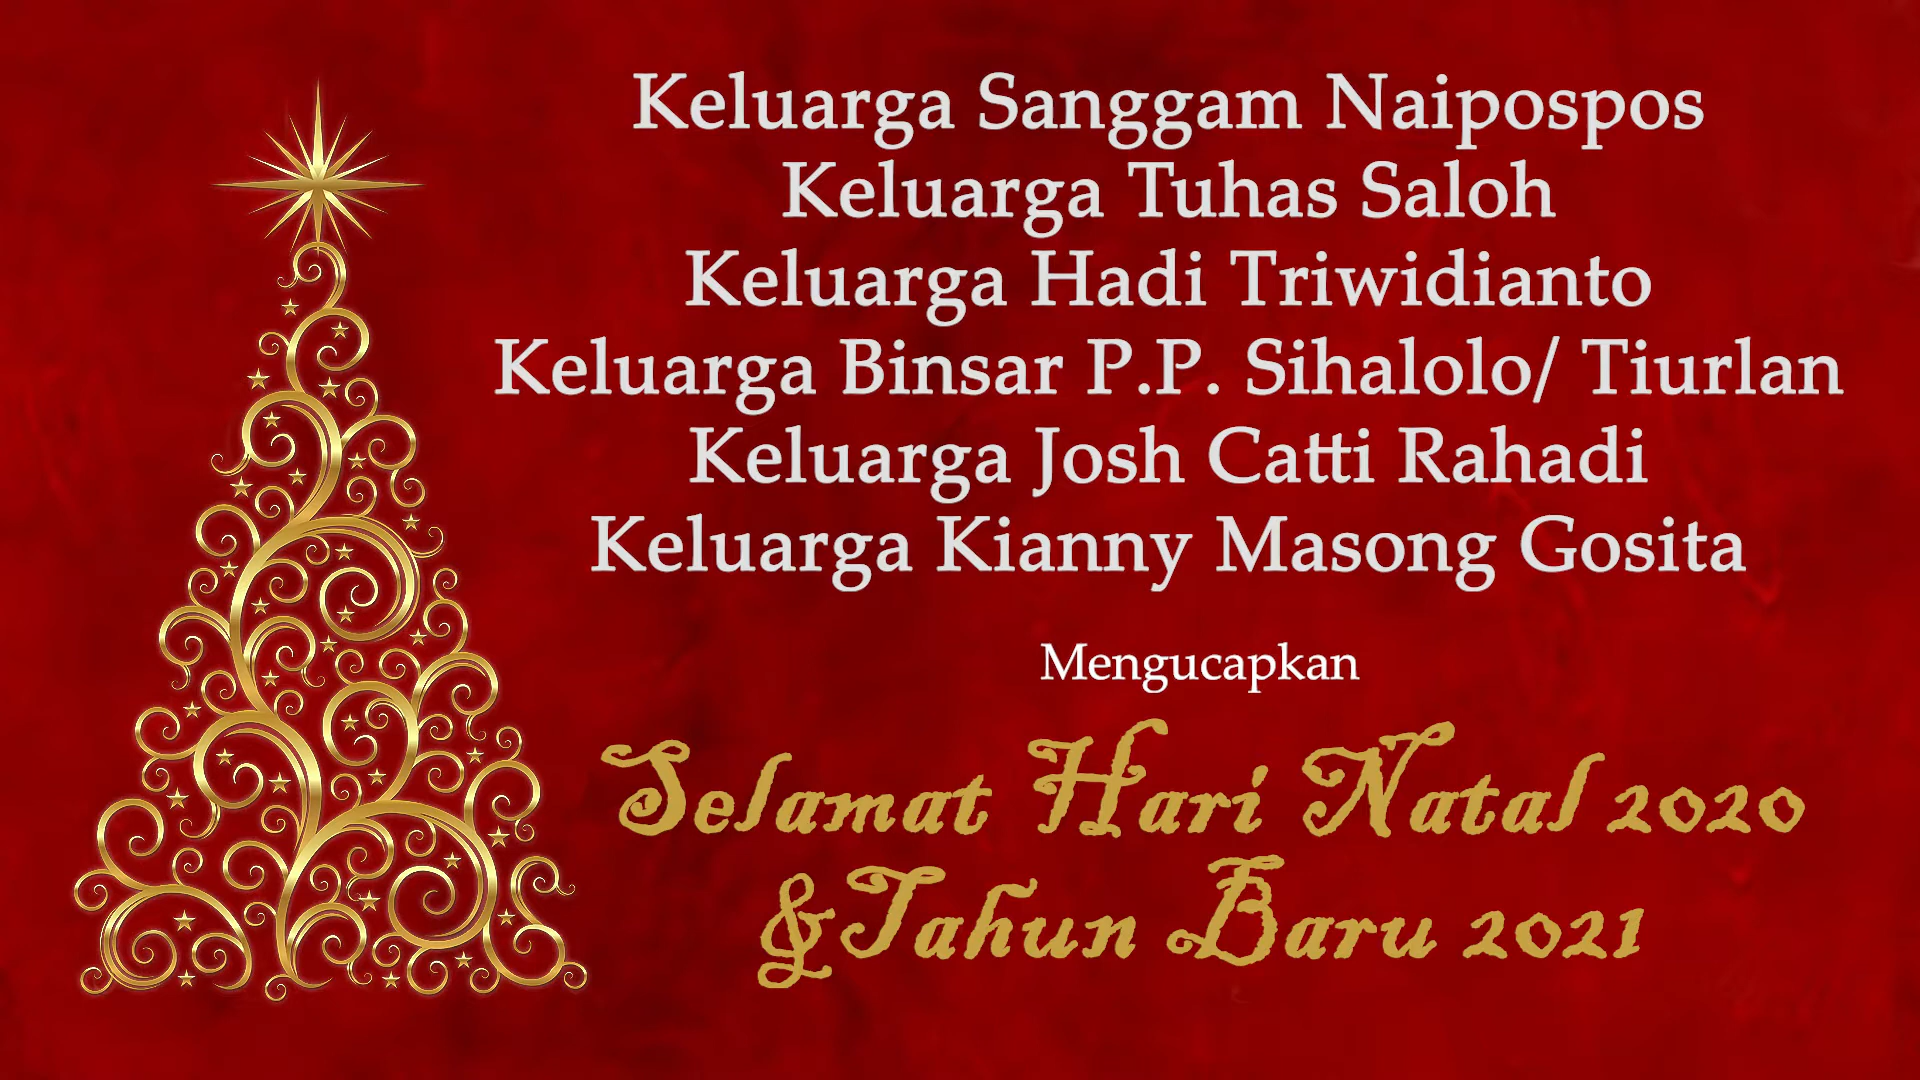 Keluarga Sanggam Naipospos
Keluarga Tuhas Saloh
Keluarga Hadi Triwidianto
Keluarga Binsar P.P. Sihalolo/ Tiurlan
Keluarga Josh Catti Rahadi
Keluarga Kianny Masong Gosita
Mengucapkan
Selamat Hari Natal 2020
&Tahun Baru 2021